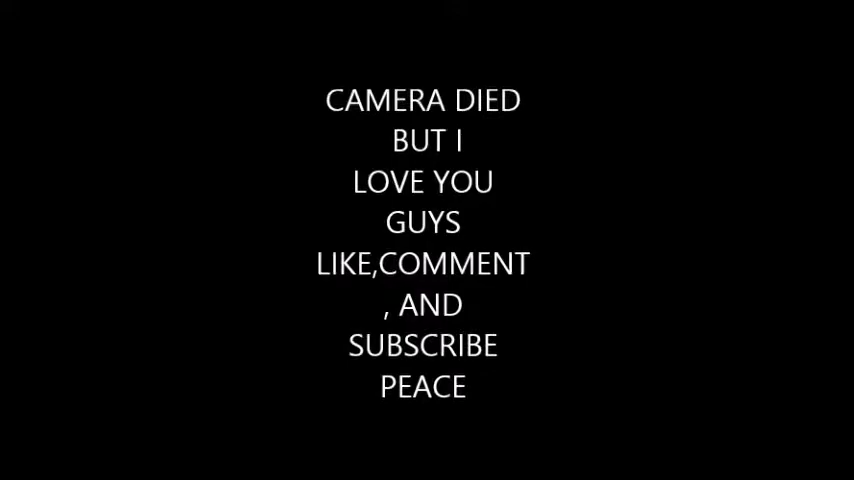 CAMERA DIED
BUT I
LOVE YOU
GUYS
LIKE,COMMENT
, AND
SUBSCRIBE
PEACE